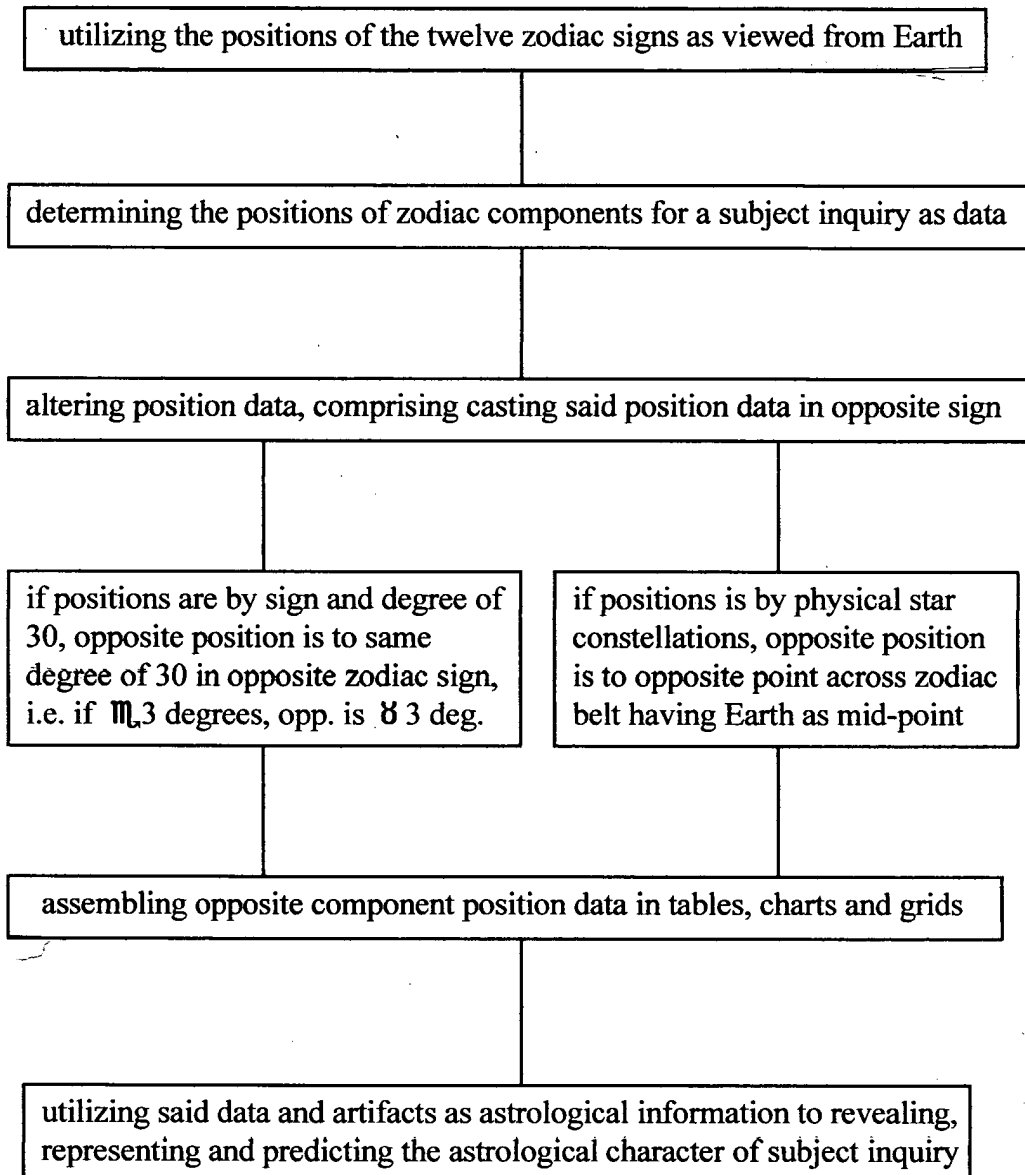 utilizing the positions of the twelve zodiac signs as viewed from Earth
determining the positions of zodiac components for a subject inquiry as data
altering position data, comprising casting said position data in opposite sign
if positions are by sign and degree of
30, opposite position is to same
degree of 30 in opposite zodiac sign,
i.e. if ♏3 degrees, opp. is ♉ 3 deg.
if positions is by physical star
constellations, opposite position
is to opposite point across zodiac
belt having Earth as mid-point
assembling opposite component position data in tables, charts and grids
utilizing said data and artifacts as astrological information to revealing,
representing and predicting the astrological character of subject inquiry